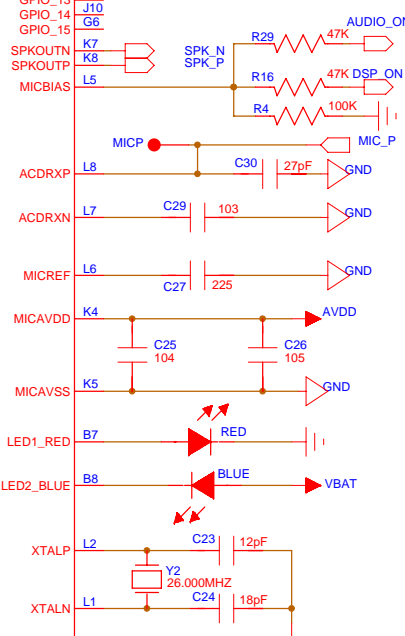 GPIO_13
GPIO_14 J10
GPIO_15 G6
SPKOUTN K7 SPK_N
SPKOUTP K8 SPK_P
MICBIAS L5
R29 47K AUDIO_ON
R16 47K DSP_ON
R4 100K
MICP MIC_P
ACDRXP L8 C30 27pF GND
ACDRXN L7 C29 103 GND
MICREF L6 C27 225 GND
MICAVDD K4 AVDD
C25 104 C26 105
MICAVSS K5 GND
LED1_RED B7 RED
LED2_BLUE B8 BLUE VBAT
XTALP L2 C23 12pF
Y2
26.000MHZ
XTALN L1 C24 18pF